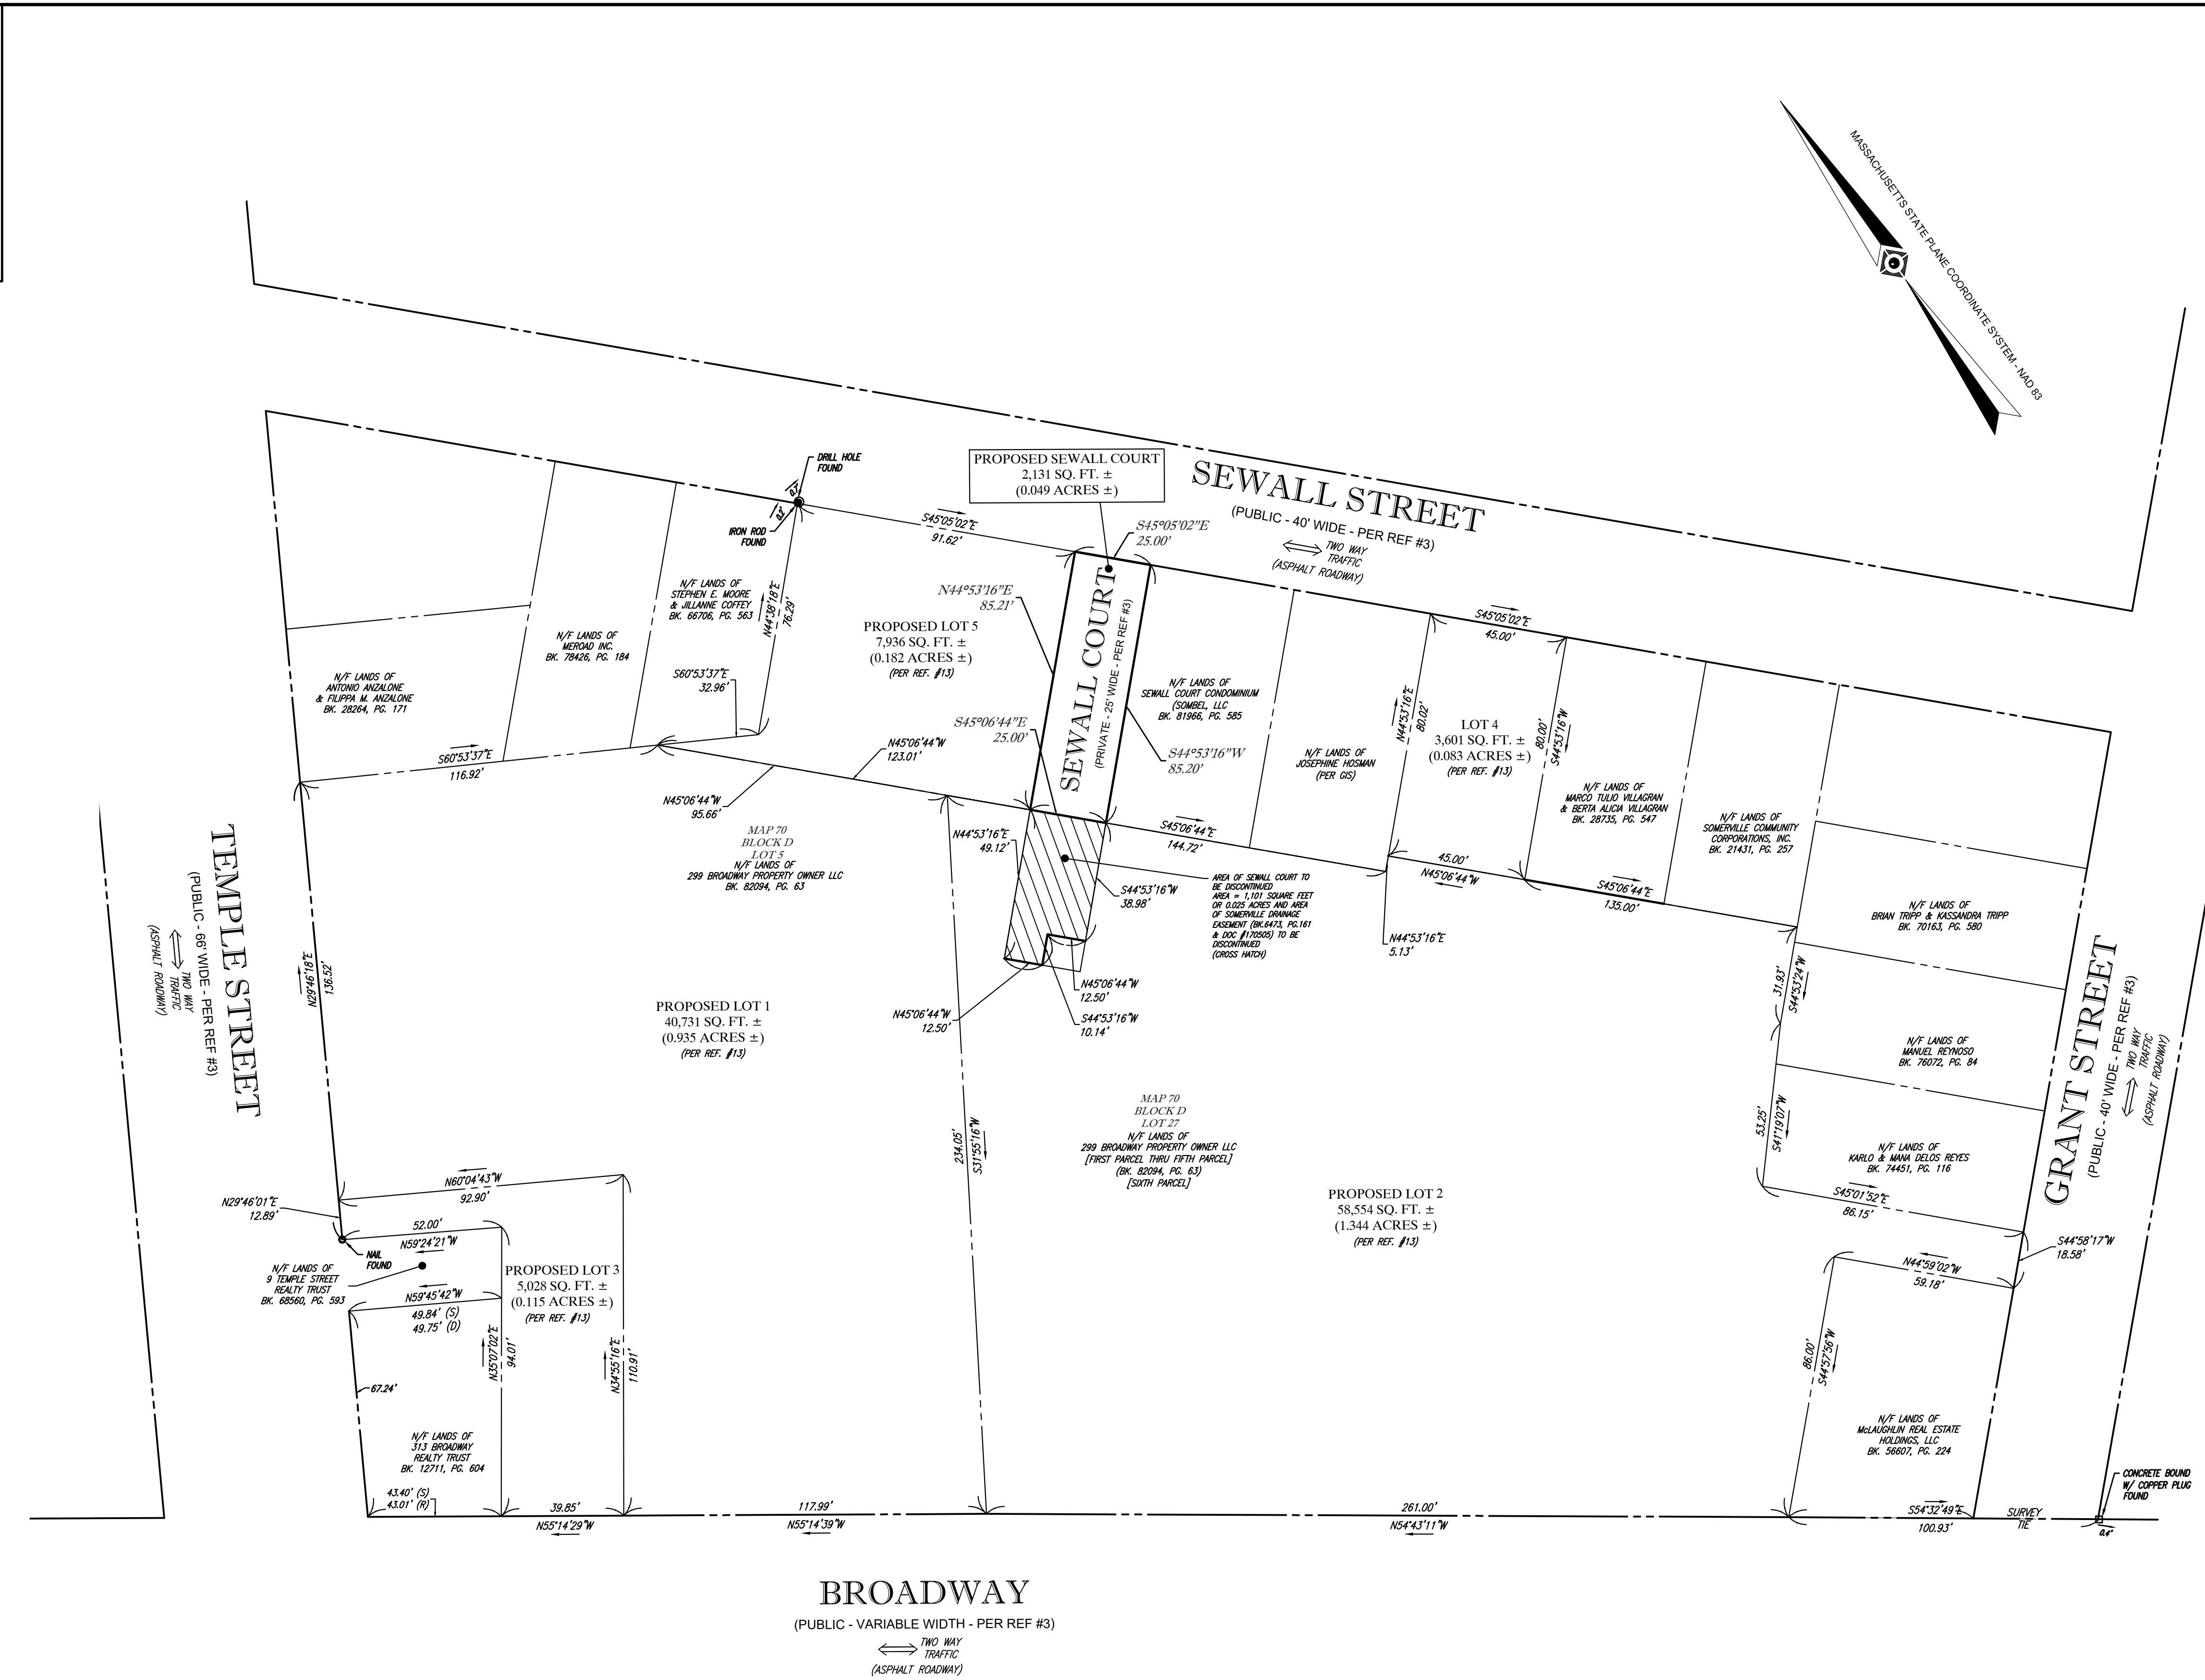 MASSACHUSETTS STATE PLANE COORDINATE SYSTEM - NAD 83
DRILL HOLE
FOUND
0.7'
0.2'
IRON ROD
FOUND
PROPOSED SEWALL COURT
2,131 SQ. FT. ±
(0.049 ACRES ±)
SEWALL STREET
(PUBLIC - 40' WIDE - PER REF #3)
TWO WAY
TRAFFIC
(ASPHALT ROADWAY)
S45°05'02"E
91.62'
S45°05'02"E
25.00'
S45°05'02"E
45.00'
N/F LANDS OF
STEPHEN E. MOORE
& JILLANNE COFFEY
BK. 66706, PG. 563
N44°38'18"E
76.29'
N44°53'16"E
85.21'
PROPOSED LOT 5
7,936 SQ. FT. ±
(0.182 ACRES ±)
(PER REF. #13)
SEWALL COURT
(PRIVATE - 25' WIDE - PER REF #3)
N/F LANDS OF
MEROAD INC.
BK. 78426, PG. 184
N/F LANDS OF
ANTONIO ANZALONE
& FILIPPA M. ANZALONE
BK. 28264, PG. 171
S60°53'37"E
32.96'
N/F LANDS OF
SEWALL COURT CONDOMINIUM
(SOMBEL, LLC
BK. 81966, PG. 585
S44°53'16"W
85.20'
N/F LANDS OF
JOSEPHINE HOSMAN
(PER GIS)
N44°53'16"E
80.02'
LOT 4
3,601 SQ. FT. ±
(0.083 ACRES ±)
(PER REF. #13)
80.00'
S44°53'16"W
N/F LANDS OF
MARCO TULIO VILLAGRAN
& BERTA ALICIA VILLAGRAN
BK. 28735, PG. 547
N/F LANDS OF
SOMERVILLE COMMUNITY
CORPORATIONS, INC.
BK. 21431, PG. 257
S60°53'37"E
116.92'
S45°06'44"E
25.00'
N45°06'44"W
123.01'
N45°06'44"W
95.66'
MAP 70
BLOCK D
LOT 5
N/F LANDS OF
299 BROADWAY PROPERTY OWNER LLC
BK. 82094, PG. 63
N44°53'16"E
49.12'
S45°06'44"E
144.72'
S44°53'16"W
38.98'
AREA OF SEWALL COURT TO
BE DISCONTINUED
AREA = 1,101 SQUARE FEET
OR 0.025 ACRES AND AREA
OF SOMERVILLE DRAINAGE
EASEMENT (BK.6473, PG.161
& DOC #170505) TO BE
DISCONTINUED
(CROSS HATCH)
45.00'
N45°06'44"W
S45°06'44"E
135.00'
N44°53'16"E
5.13'
N/F LANDS OF
BRIAN TRIPP & KASSANDRA TRIPP
BK. 70163, PG. 580
TEMPLE STREET
(PUBLIC - 66' WIDE - PER REF #3)
TWO WAY
TRAFFIC
(ASPHALT ROADWAY)
N29°46'18"E
136.52'
N45°06'44"W
12.50'
S44°53'16"W
10.14'
N45°06'44"W
12.50'
PROPOSED LOT 1
40,731 SQ. FT. ±
(0.935 ACRES ±)
(PER REF. #13)
31.93'
S44°53'24"W
N/F LANDS OF
MANUEL REYNOSO
BK. 76072, PG. 84
GRANT STREET
(PUBLIC - 40' WIDE - PER REF #3)
TWO WAY
TRAFFIC
(ASPHALT ROADWAY)
234.05'
S31°55'16"W
MAP 70
BLOCK D
LOT 27
N/F LANDS OF
299 BROADWAY PROPERTY OWNER LLC
[FIRST PARCEL THRU FIFTH PARCEL]
(BK. 82094, PG. 63)
[SIXTH PARCEL]
53.25'
S41°19'07"W
N/F LANDS OF
KARLO & MANA DELOS REYES
BK. 74451, PG. 116
PROPOSED LOT 2
58,554 SQ. FT. ±
(1.344 ACRES ±)
(PER REF. #13)
S45°01'52"E
86.15'
S44°58'17"W
18.58'
N44°59'02"W
59.18'
N60°04'43"W
92.90'
N29°46'01"E
12.89'
52.00'
N59°24'21"W
NAIL
FOUND
N/F LANDS OF
9 TEMPLE STREET
REALTY TRUST
BK. 68560, PG. 593
N59°45'42"W
49.84' (S)
49.75' (D)
PROPOSED LOT 3
5,028 SQ. FT. ±
(0.115 ACRES ±)
(PER REF. #13)
N35°07'02"E
94.01'
N34°55'16"E
110.91'
67.24'
N/F LANDS OF
313 BROADWAY
REALTY TRUST
BK. 12711, PG. 604
86.00'
S44°57'56"W
N/F LANDS OF
McLAUGHLIN REAL ESTATE
HOLDINGS, LLC
BK. 56607, PG. 224
CONCRETE BOUND
W/ COPPER PLUG
FOUND
43.40' (S)
43.01' (R)
39.85'
N55°14'29"W
117.99'
N55°14'39"W
261.00'
N54°43'11"W
S54°32'49"E
100.93'
SURVEY
TIE
0.4'
BROADWAY
(PUBLIC - VARIABLE WIDTH - PER REF #3)
TWO WAY
TRAFFIC
(ASPHALT ROADWAY)